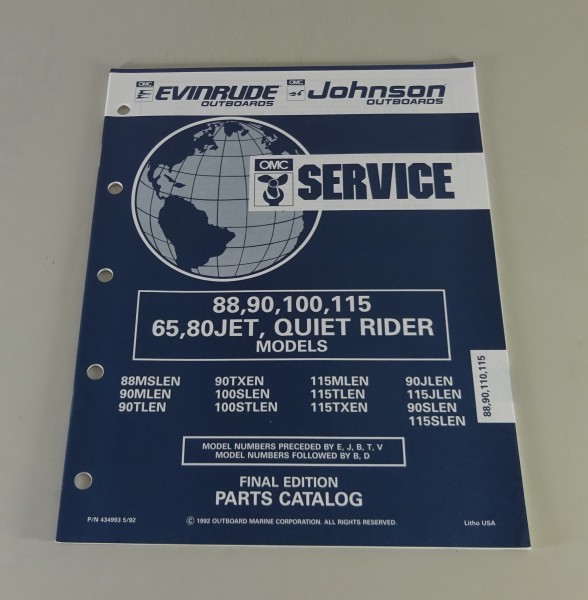 OMC EVINRUDE OMC Johnson
OUTBOARDS OUTBOARDS
OMC SERVICE
88,90,100,115
65,80JET, QUIET RIDER
MODELS
88MSLEN 90TXEN 115MLEN 90JLEN
90MLEN 100SLEN 115TLEN 115JLEN
90TLEN 100STLEN 115TXEN 90SLEN
115SLEN
88,90,110,115
MODEL NUMBERS PRECEDED BY E, J, B, T, V
MODEL NUMBERS FOLLOWED BY B, D
FINAL EDITION
PARTS CATALOG
P/N 434993 5/92 © 1992 OUTBOARD MARINE CORPORATION. ALL RIGHTS RESERVED. Litho USA